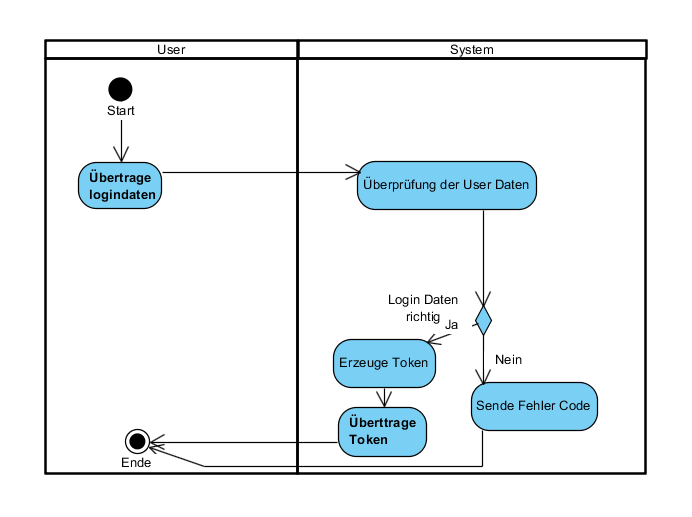 User
System
Start
Übertrage
logindaten
Überprüfung der User Daten
Login Daten
richtig
Ja
Nein
Erzeuge Token
Sende Fehler Code
Überttrage
Token
Ende